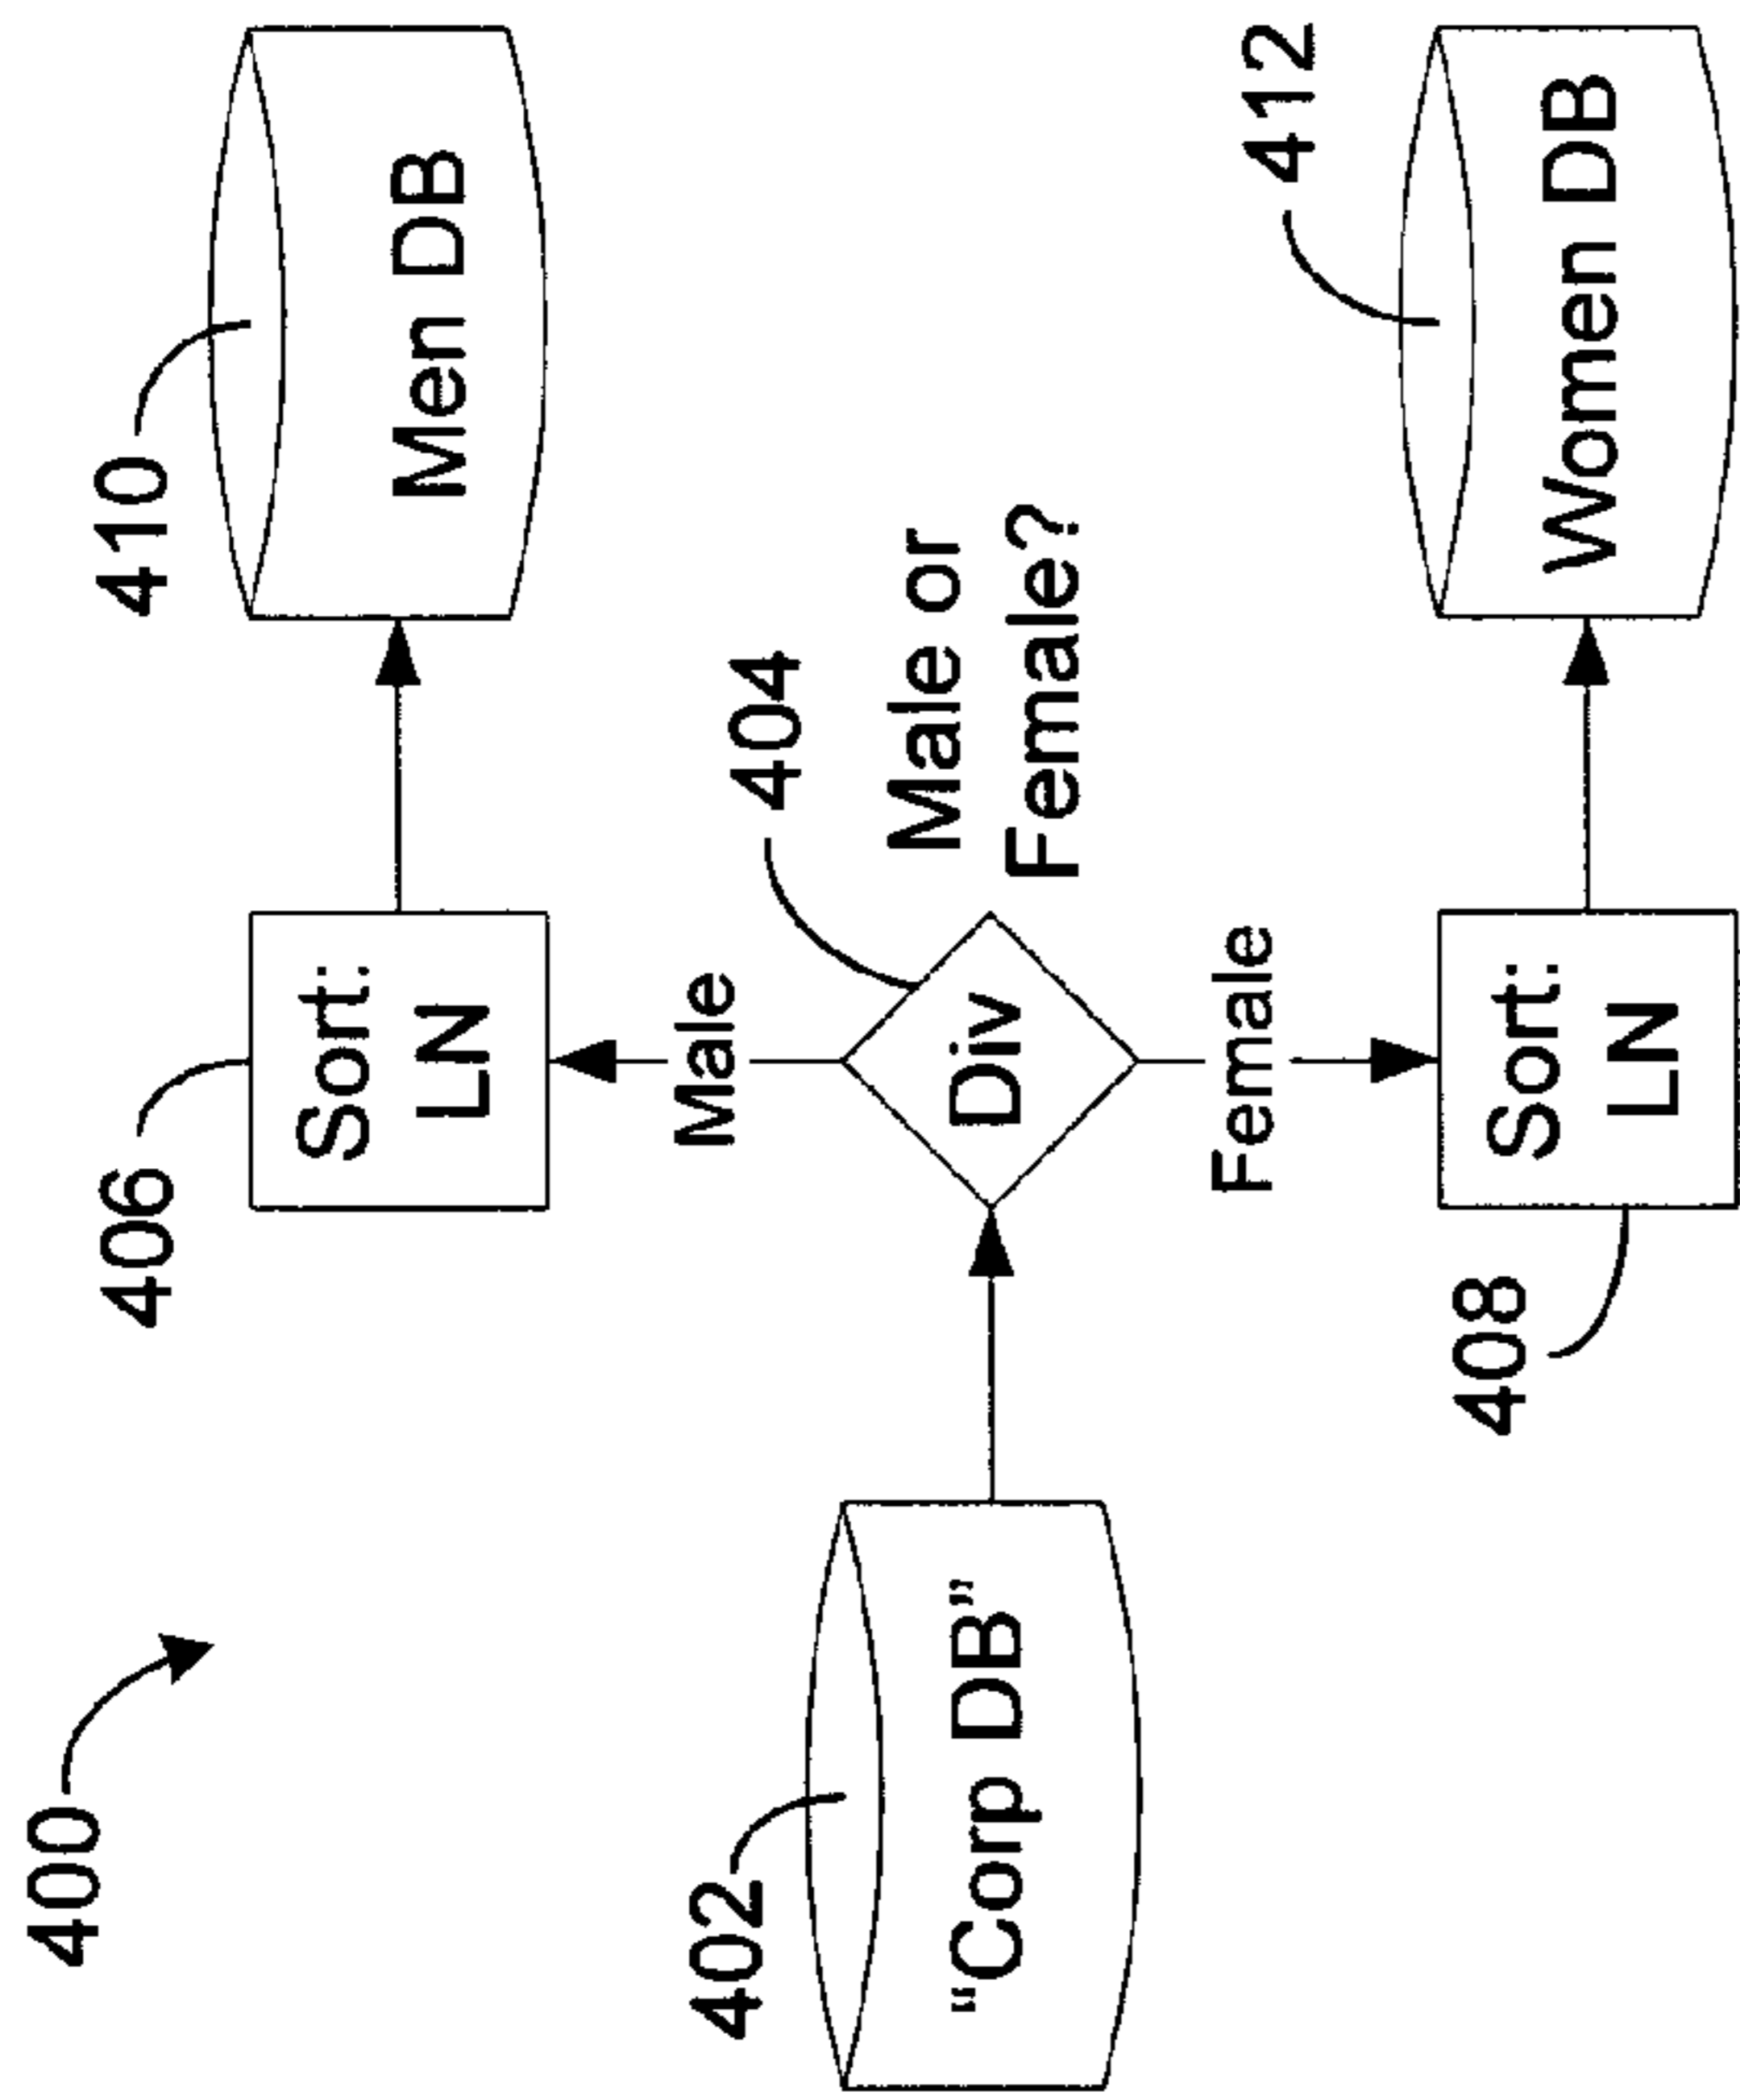 400
402
"Corp DB"
406
Sort:
LN
Male
404
Div
Male or
Female?
Female
408
Sort:
LN
410
Men DB
412
Women DB